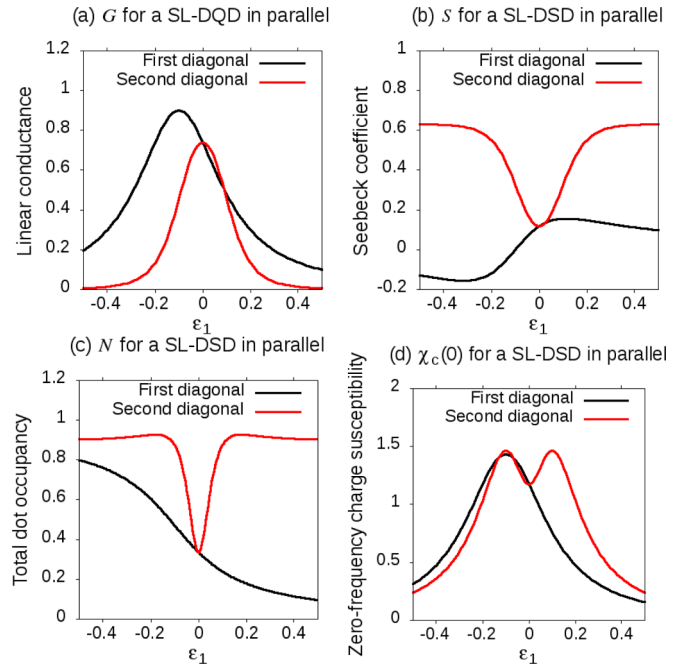 (a) G for a SL-DQD in parallel
Linear conductance
1.2
1
0.8
0.6
0.4
0.2
0
First diagonal
Second diagonal
-0.4 -0.2 0 0.2 0.4
ε1
(b) S for a SL-DSD in parallel
Seebeck coefficient
1
0.8
0.6
0.4
0.2
0
-0.2
First diagonal
Second diagonal
-0.4 -0.2 0 0.2 0.4
ε1
(c) N for a SL-DSD in parallel
Total dot occupancy
1.2
1
0.8
0.6
0.4
0.2
0
First diagonal
Second diagonal
-0.4 -0.2 0 0.2 0.4
ε1
(d) χc(0) for a SL-DSD in parallel
Zero-frequency charge susceptibility
2
1.5
1
0.5
0
First diagonal
Second diagonal
-0.4 -0.2 0 0.2 0.4
ε1